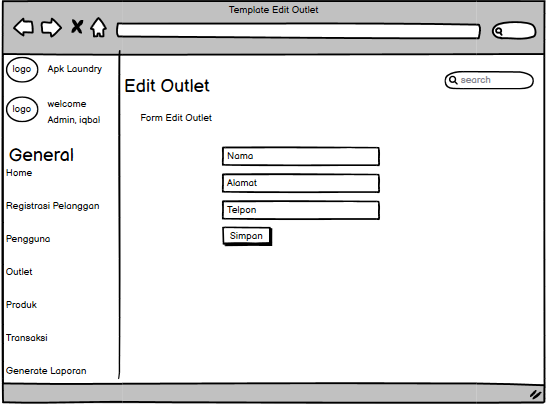 Template Edit Outlet
logo
Apk Laundry
logo
welcome
Admin, iqbal
General
Home
Registrasi Pelanggan
Pengguna
Outlet
Produk
Transaksi
Generate Laporan
Edit Outlet
search
Form Edit Outlet
Nama
Alamat
Telpon
Simpan